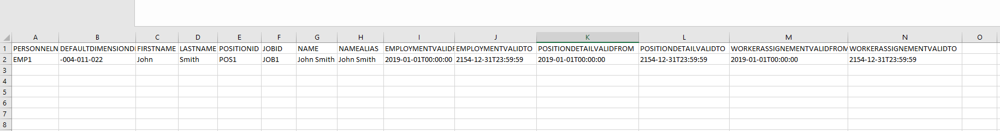 A B C D E F G H I J K L M N O
1 PERSONNELN DEFAULTDIMENSIOND FIRSTNAME LASTNAME POSITIONID JOBID NAME NAMEALIAS EMPLOYMENTVALIDF EMPLOYMENTVALIDTO POSITIONDETAILVALIDFROM POSITIONDETAILVALIDTO WORKERASSIGNEMENTVALIDFROM WORKERASSIGNEMENTVALIDTO
2 EMP1 -004-011-022 John Smith POS1 JOB1 John Smith John Smith 2019-01-01T00:00:00 2154-12-31T23:59:59 2019-01-01T00:00:00 2154-12-31T23:59:59 2019-01-01T00:00:00 2154-12-31T23:59:59
3
4
5
6
7
8